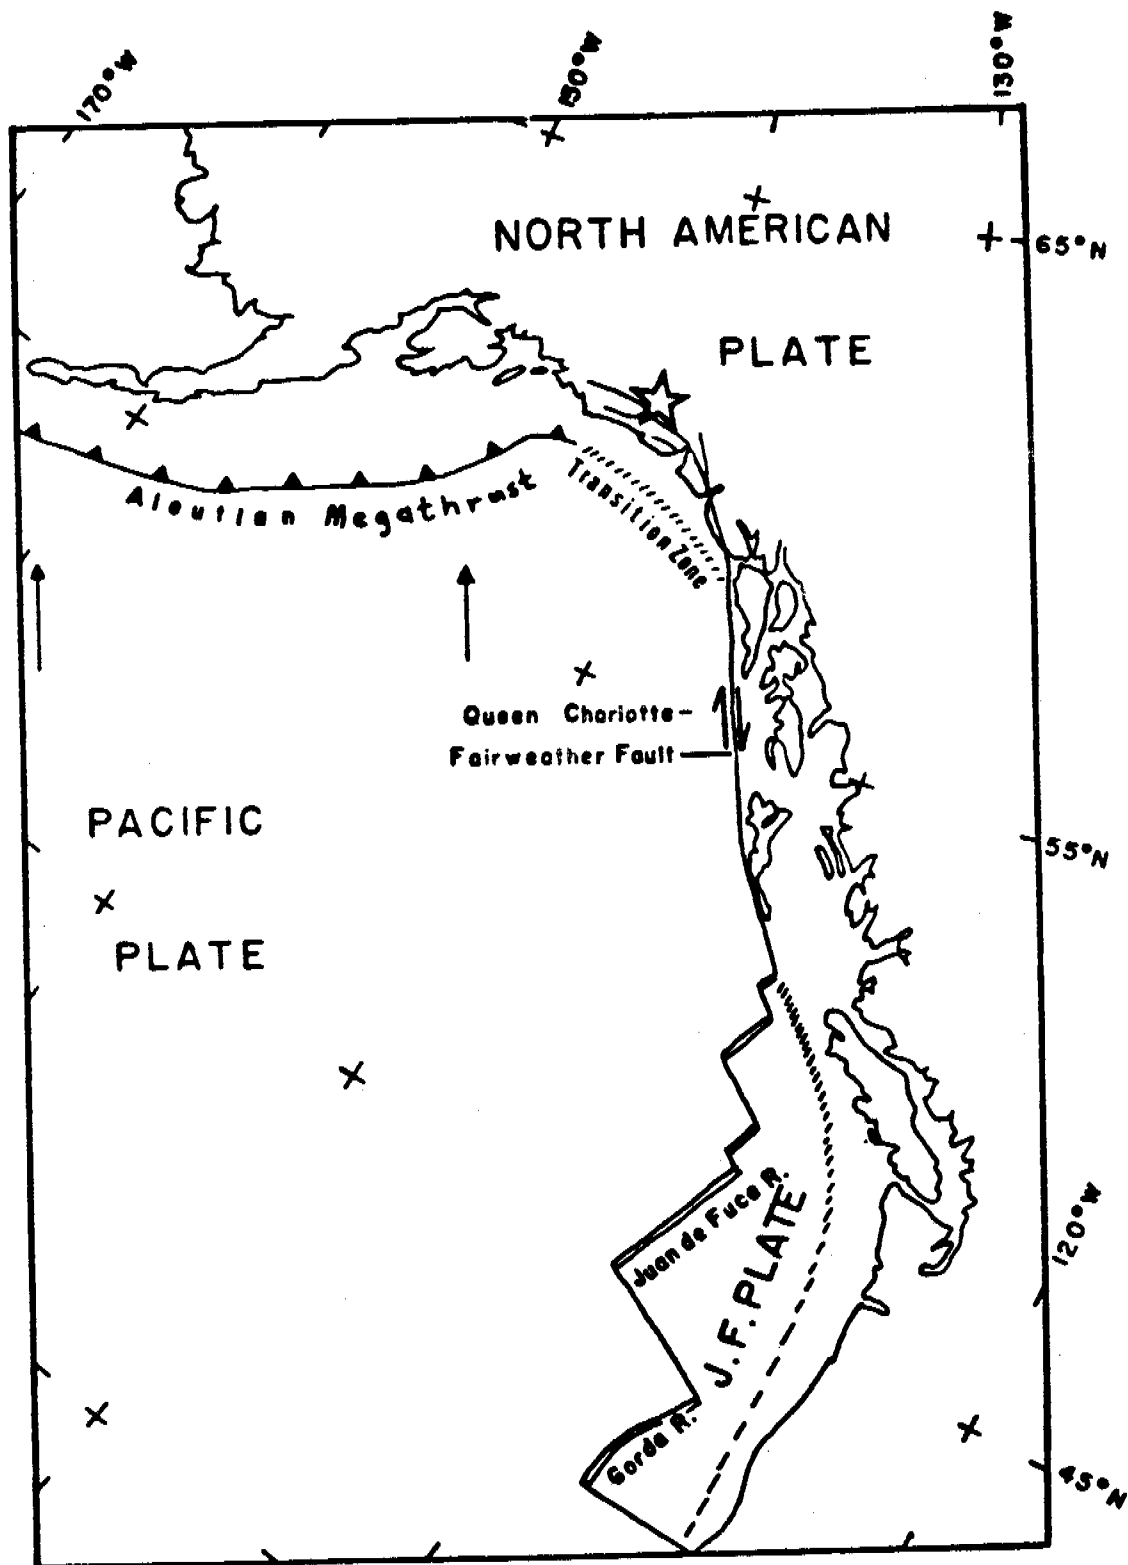 170°W
150°W
130°W
NORTH AMERICAN
65°N
PLATE
Aleutian Megathrust
Transition Zone
Queen Charlotte-
Fairweather Fault
PACIFIC
55°N
PLATE
Juan de Fuca R.
J.F. PLATE
120°W
Gorda R.
45°N